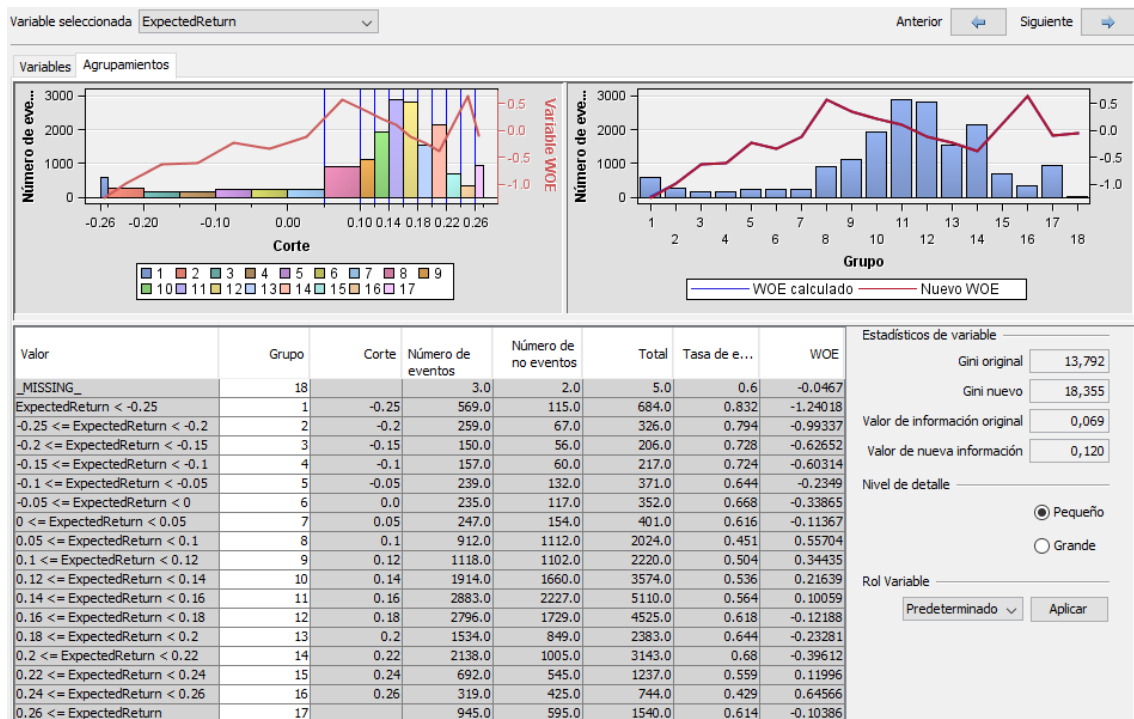 Variable seleccionada ExpectedReturn Anterior Siguiente
Variables Agrupamientos
Número de eve...
3000
2000
1000
0
0.5
0.0
-0.5
-1.0
Variable WOE
-0.26 -0.20 -0.10 0.00 0.10 0.14 0.18 0.22 0.26
Corte
1 2 3 4 5 6 7 8 9
10 11 12 13 14 15 16 17
Número de eve...
3000
2000
1000
0
0.5
0.0
-0.5
-1.0
1 3 5 7 9 11 13 15 17
2 4 6 8 10 12 14 16 18
Grupo
WOE calculado Nuevo WOE
Valor Grupo Corte Número de eventos Número de no eventos Total Tasa de e... WOE
_MISSING_ 18 3.0 2.0 5.0 0.6 -0.0467
ExpectedReturn < -0.25 1 -0.25 569.0 115.0 684.0 0.832 -1.24018
-0.25 <= ExpectedReturn < -0.2 2 -0.2 259.0 67.0 326.0 0.794 -0.99337
-0.2 <= ExpectedReturn < -0.15 3 -0.15 150.0 56.0 206.0 0.728 -0.62652
-0.15 <= ExpectedReturn < -0.1 4 -0.1 157.0 60.0 217.0 0.724 -0.60314
-0.1 <= ExpectedReturn < -0.05 5 -0.05 239.0 132.0 371.0 0.644 -0.2349
-0.05 <= ExpectedReturn < 0 6 0.0 235.0 117.0 352.0 0.668 -0.33865
0 <= ExpectedReturn < 0.05 7 0.05 247.0 154.0 401.0 0.616 -0.11367
0.05 <= ExpectedReturn < 0.1 8 0.1 912.0 1112.0 2024.0 0.451 0.55704
0.1 <= ExpectedReturn < 0.12 9 0.12 1118.0 1102.0 2220.0 0.504 0.34435
0.12 <= ExpectedReturn < 0.14 10 0.14 1914.0 1660.0 3574.0 0.536 0.21639
0.14 <= ExpectedReturn < 0.16 11 0.16 2883.0 2227.0 5110.0 0.564 0.10059
0.16 <= ExpectedReturn < 0.18 12 0.18 2796.0 1729.0 4525.0 0.618 -0.12188
0.18 <= ExpectedReturn < 0.2 13 0.2 1534.0 849.0 2383.0 0.644 -0.23281
0.2 <= ExpectedReturn < 0.22 14 0.22 2138.0 1005.0 3143.0 0.68 -0.39612
0.22 <= ExpectedReturn < 0.24 15 0.24 692.0 545.0 1237.0 0.559 0.11996
0.24 <= ExpectedReturn < 0.26 16 0.26 319.0 425.0 744.0 0.429 0.64566
0.26 <= ExpectedReturn 17 945.0 595.0 1540.0 0.614 -0.10386
Estadísticos de variable
Gini original 13,792
Gini nuevo 18,355
Valor de información original 0,069
Valor de nueva información 0,120
Nivel de detalle
Pequeño
Grande
Rol Variable
Predeterminado Aplicar